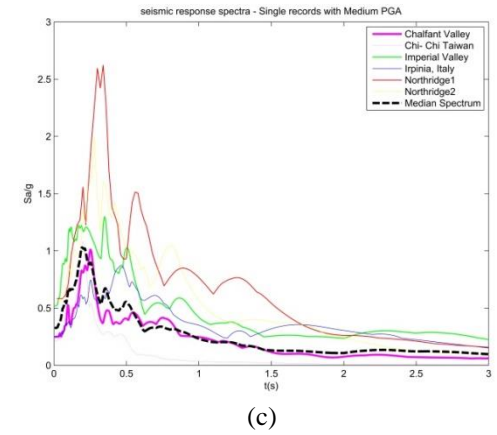 seismic response spectra - Single records with Medium PGA
Sa/g
3
2.5
2
1.5
1
0.5
0
0
0.5
1
1.5
2
2.5
3
t(s)
Chalfant Valley
Chi- Chi Taiwan
Imperial Valley
Irpinia, Italy
Northridge1
Northridge2
Median Spectrum
(c)